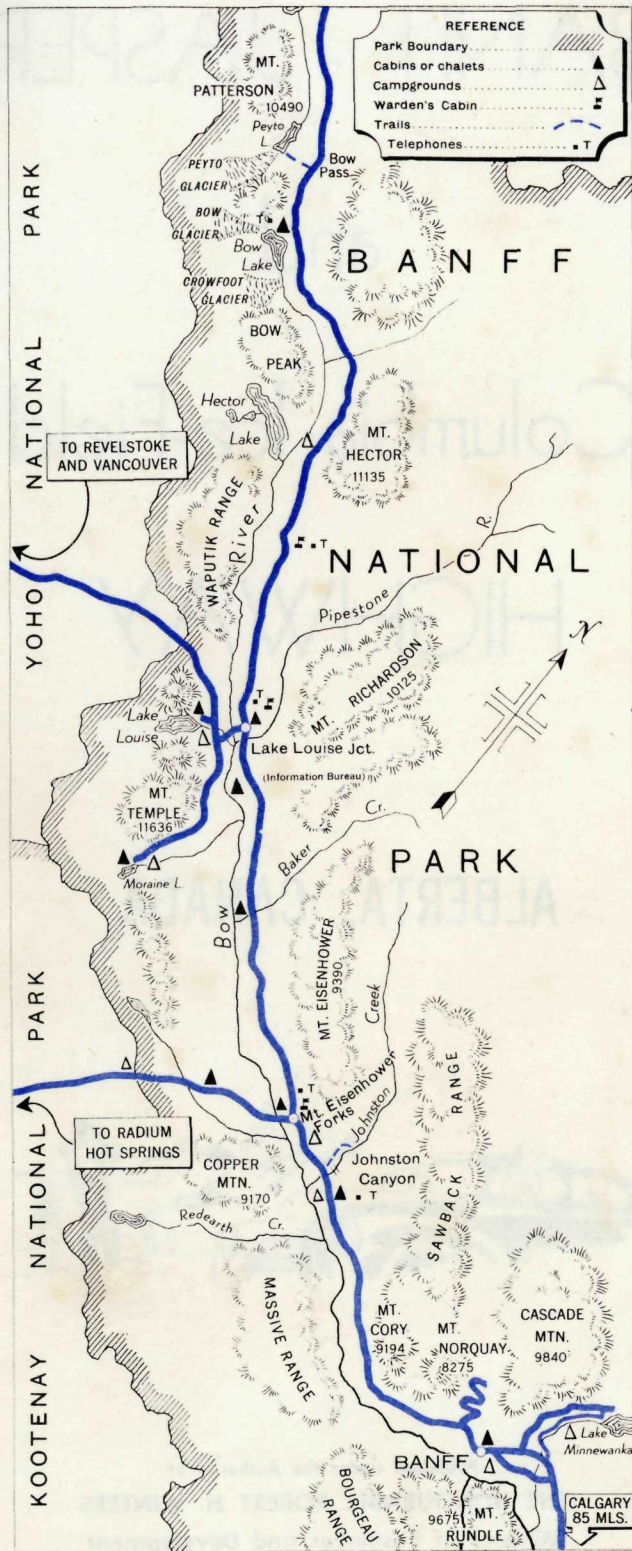 REFERENCE
Park Boundary
Cabins or chalets
Campgrounds
Warden's Cabin
Trails
Telephones T
MT.
PATTERSON
10490
Peyto
L.
PEYTO
GLACIER
Bow
Pass
BOW
GLACIER
T
Bow
Lake
CROWFOOT
GLACIER
BANFF
BOW
PEAK
Hector
Lake
MT.
HECTOR
11135
TO REVELSTOKE
AND VANCOUVER
WAPUTIK RANGE
River
T
NATIONAL
Pipestone
R.
N
YOHO NATIONAL PARK
MT. RICHARDSON
10125
T
Lake
Louise
Lake Louise Jct.
(Information Bureau)
MT.
TEMPLE
11636
Moraine L.
Baker Cr.
PARK
Bow
MT. EISENHOWER
9390
Creek
Johnston
T
Mt. Eisenhower
Forks
TO RADIUM
HOT SPRINGS
COPPER
MTN.
9170
Johnston
Canyon
T
Redearth Cr.
SAWBACK RANGE
MASSIVE RANGE
MT.
CORY
9194
MT.
NORQUAY
8275
CASCADE
MTN.
9840
KOOTENAY NATIONAL PARK
Lake
Minnewanka
BANFF
BOURGEAU
RANGE
9675
MT.
RUNDLE
CALGARY
85 MLS.
ALBERTA CANADA
HIGHWAY